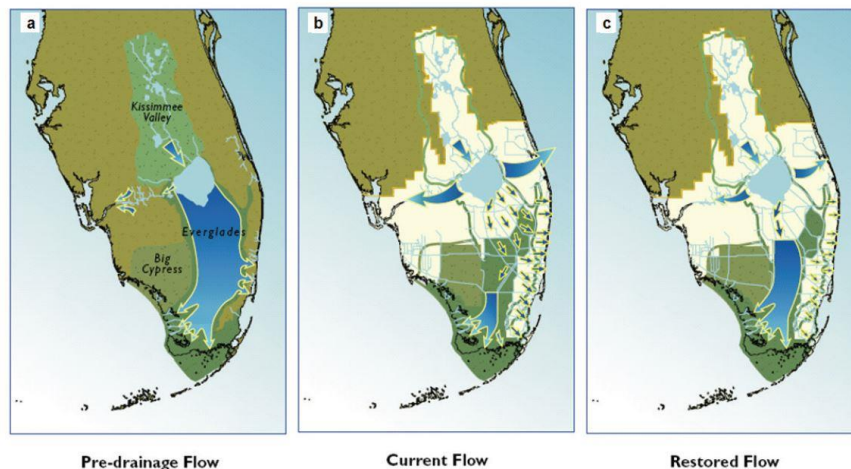 a
Kissimmee
Valley
Everglades
Big
Cypress
Pre-drainage Flow
b
Current Flow
c
Restored Flow